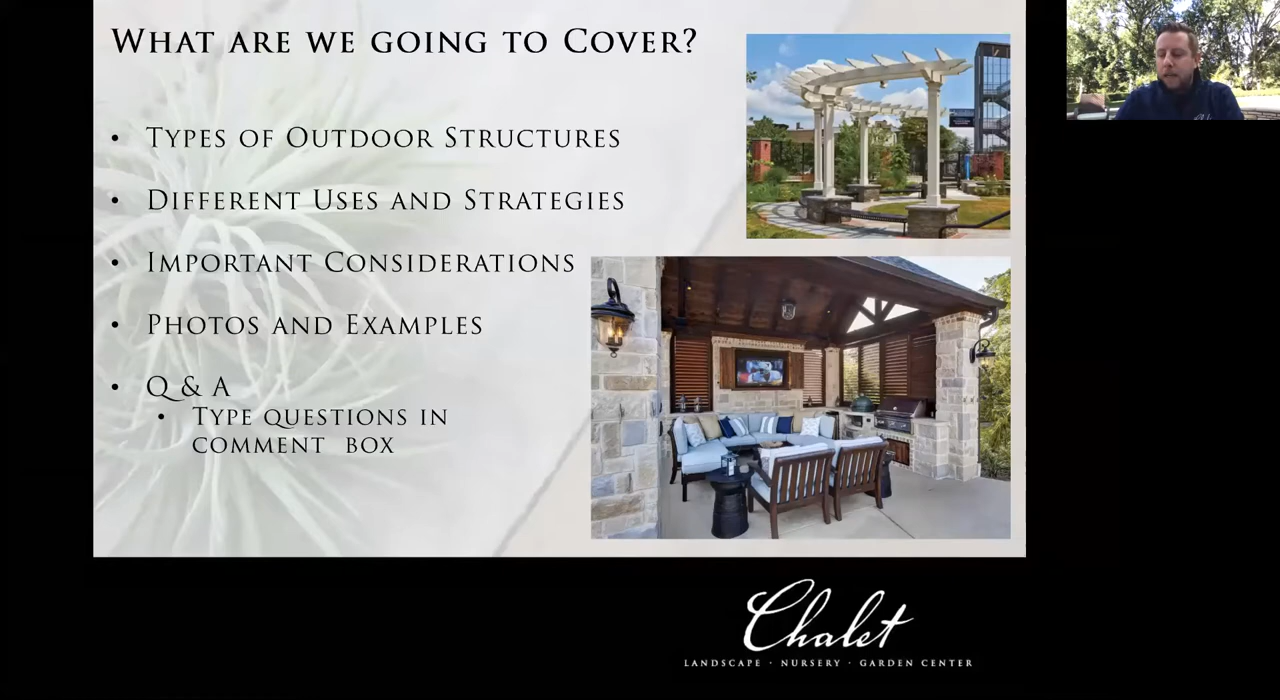 What are we going to Cover?
• Types of Outdoor Structures
• Different Uses and Strategies
• Important Considerations
• Photos and Examples
• Q & A
• Type questions in
comment box
Chalet
LANDSCAPE · NURSERY · GARDEN CENTER